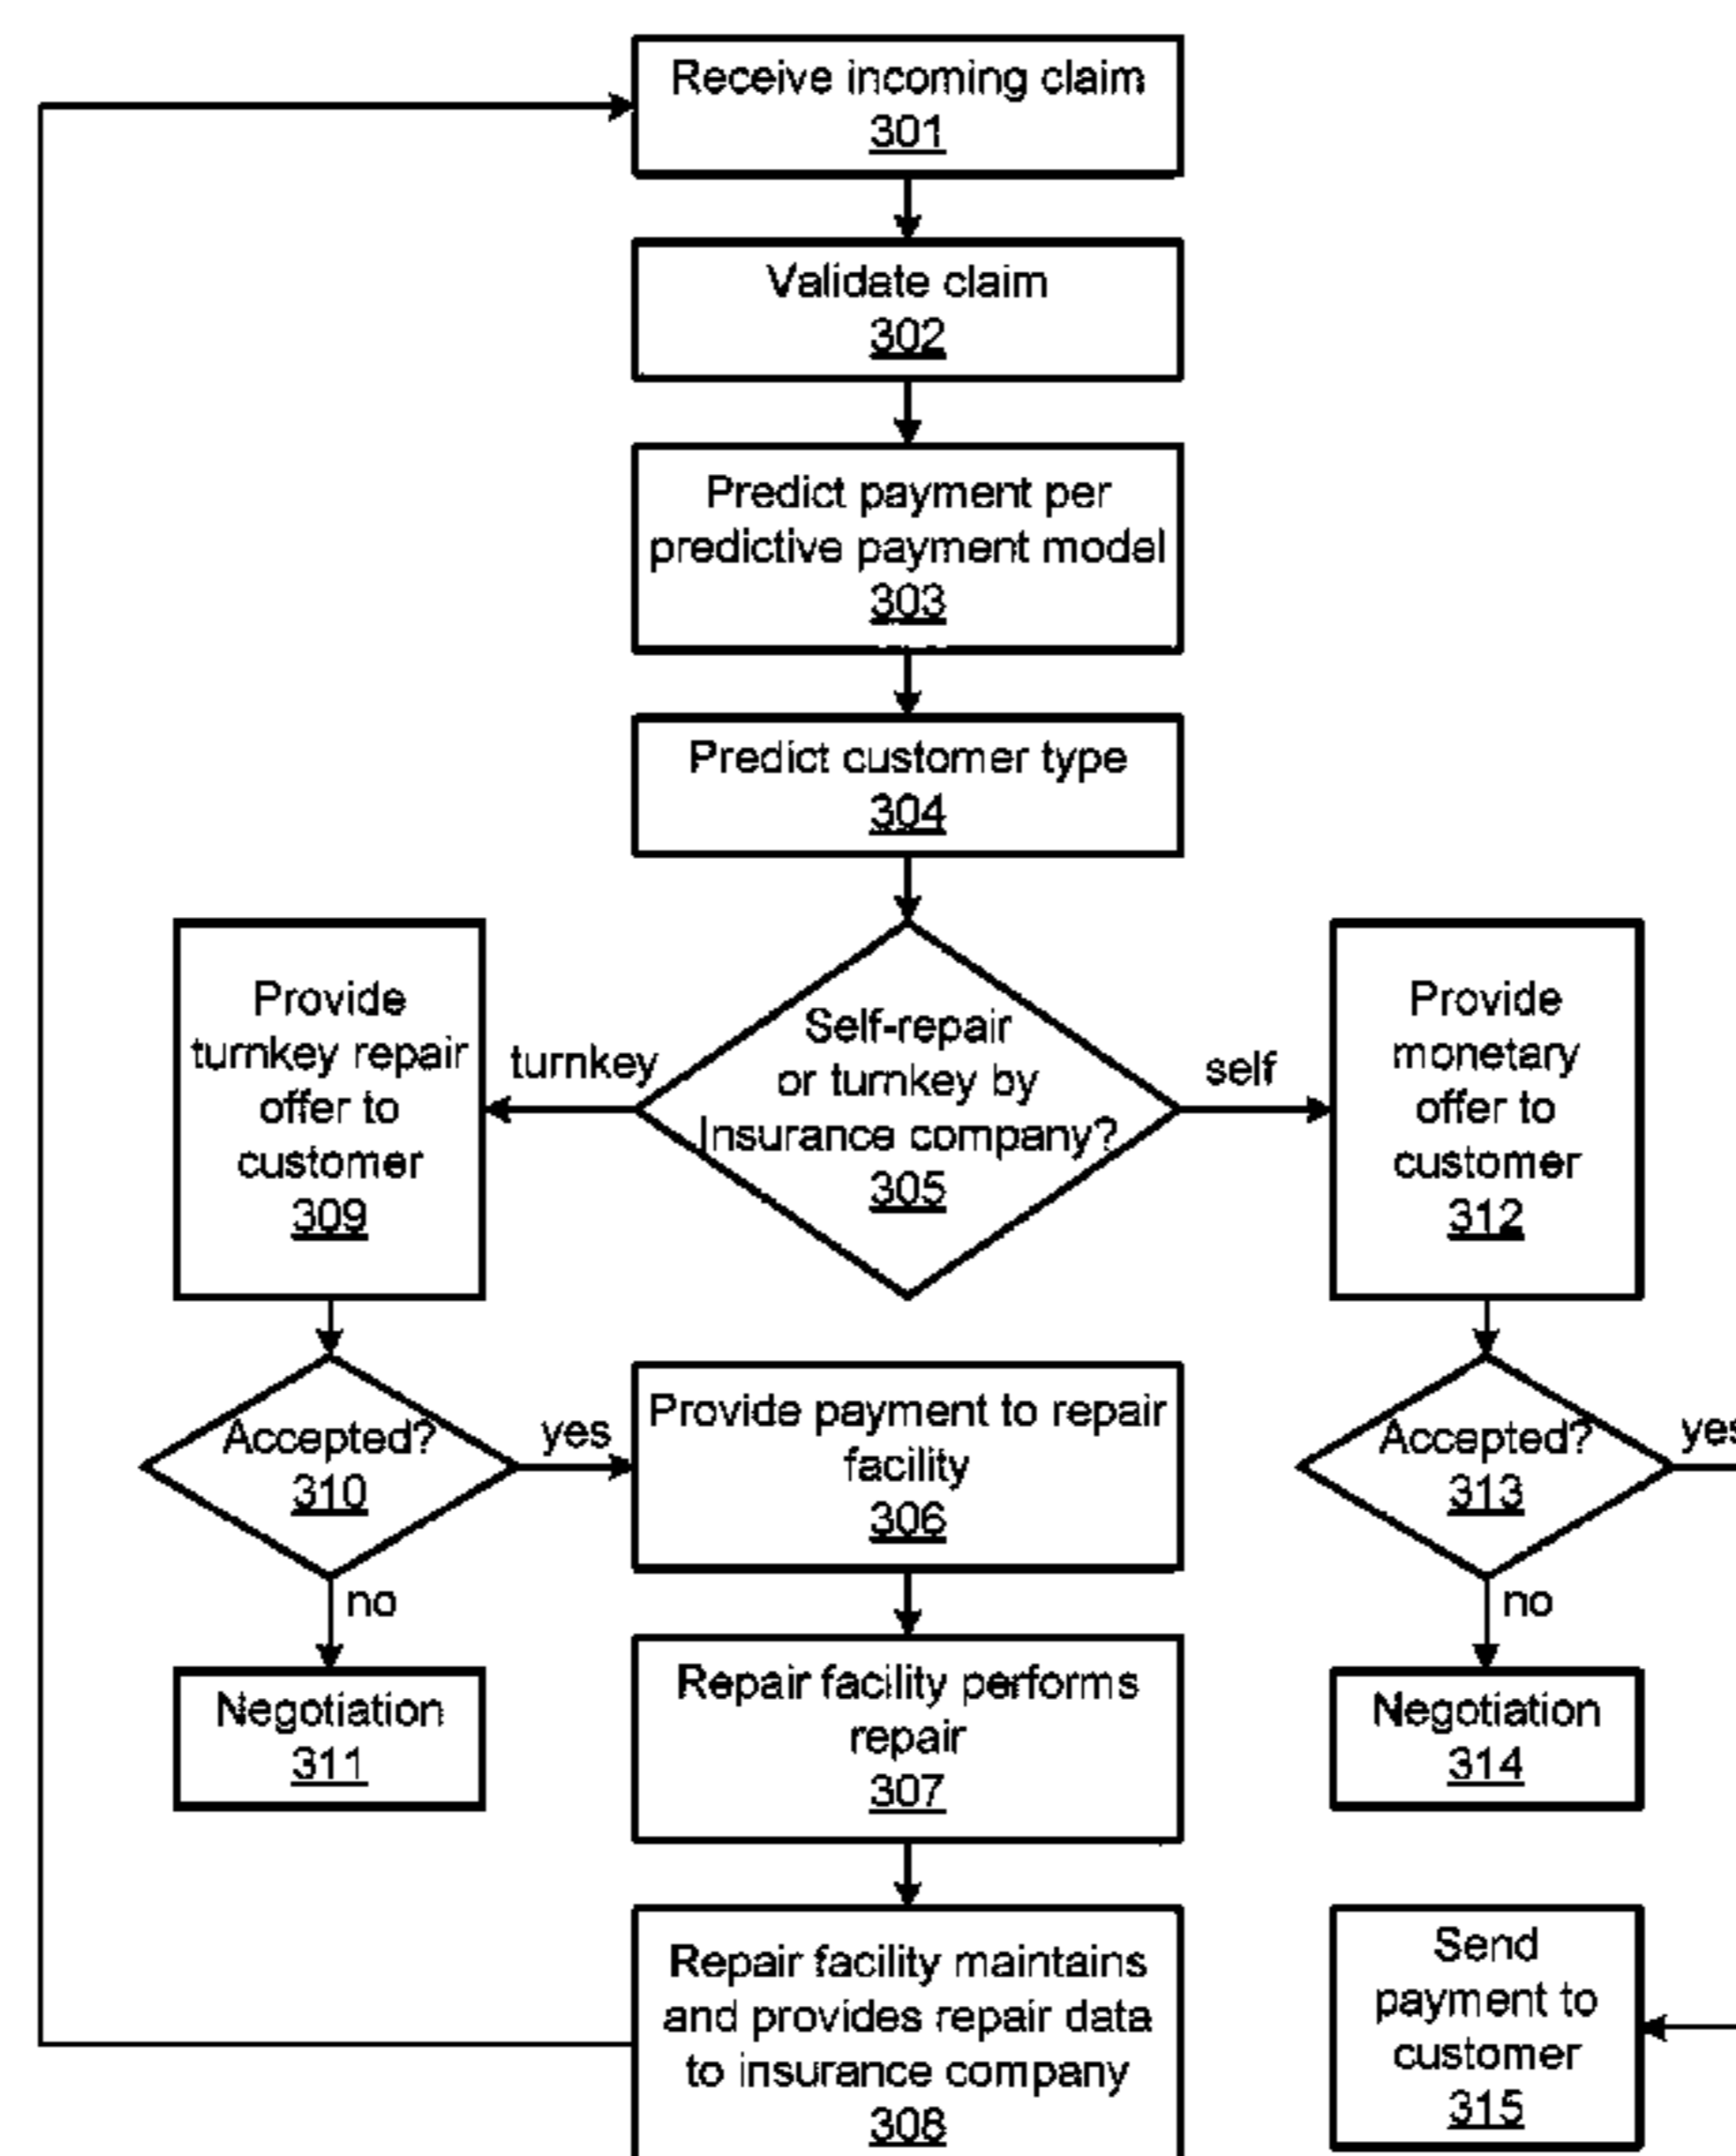 Receive incoming claim
301
Validate claim
302
Predict payment per
predictive payment model
303
Predict customer type
304
Self-repair
or turnkey by
Insurance company?
305
turnkey
self
Provide
turnkey repair
offer to
customer
309
Provide
monetary
offer to
customer
312
Accepted?
310
yes
no
Negotiation
311
Provide payment to repair
facility
306
Repair facility performs
repair
307
Repair facility maintains
and provides repair data
to insurance company
308
Accepted?
313
yes
no
Negotiation
314
Send
payment to
customer
315